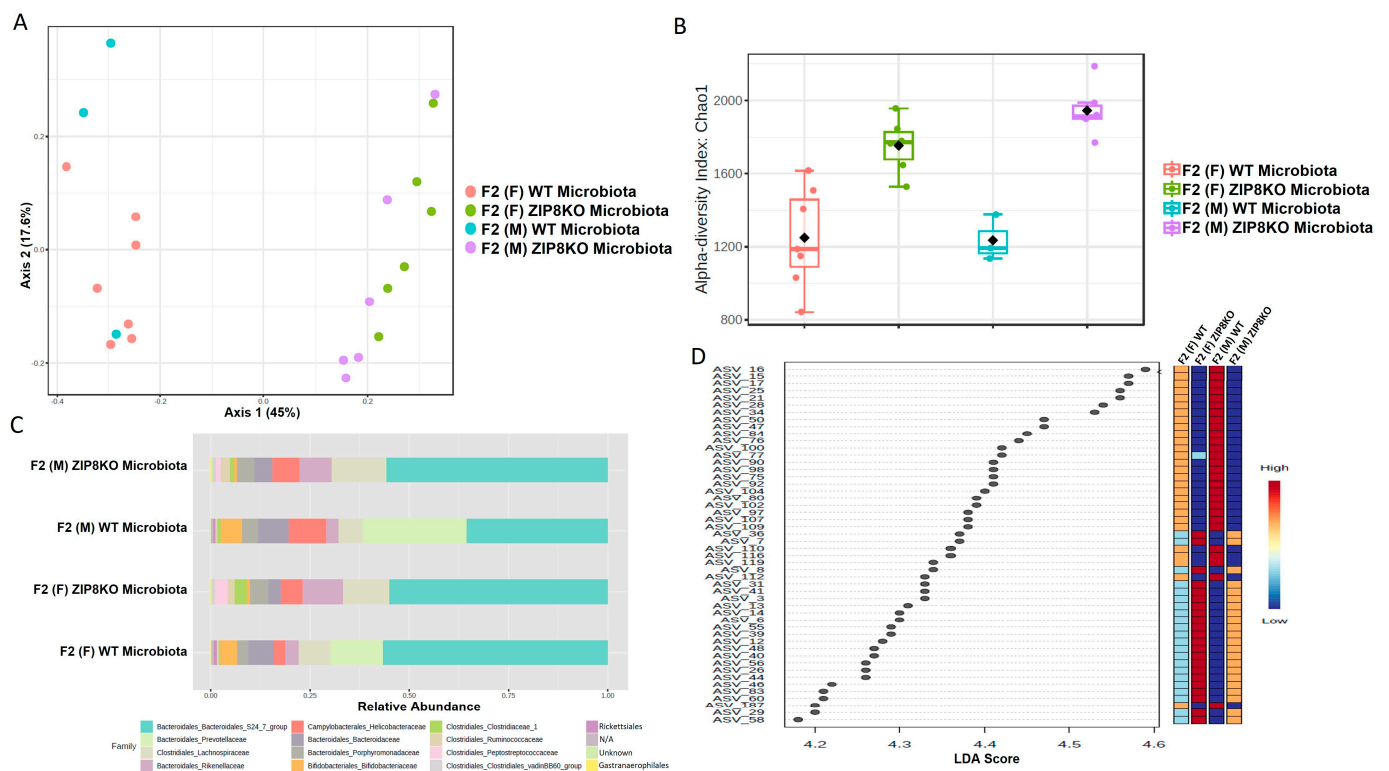 A
Axis 2 (17.6%)
0.2
0.0
-0.2
-0.4
-0.2
0.0
0.2
Axis 1 (45%)
F2 (F) WT Microbiota
F2 (F) ZIP8KO Microbiota
F2 (M) WT Microbiota
F2 (M) ZIP8KO Microbiota
B
Alpha-diversity Index: Chao1
2000
1600
1200
800
F2 (F) WT Microbiota
F2 (F) ZIP8KO Microbiota
F2 (M) WT Microbiota
F2 (M) ZIP8KO Microbiota
C
F2 (M) ZIP8KO Microbiota
F2 (M) WT Microbiota
F2 (F) ZIP8KO Microbiota
F2 (F) WT Microbiota
0.00
0.25
0.50
0.75
1.00
Relative Abundance
Family
Bacteroidales_Bacteroidales_S24_7_group
Bacteroidales_Prevotellaceae
Clostridiales_Lachnospiraceae
Bacteroidales_Rikenellaceae
Campylobacterales_Helicobacteraceae
Bacteroidales_Bacteroidaceae
Bacteroidales_Porphyromonadaceae
Bifidobacteriales_Bifidobacteriaceae
Clostridiales_Clostridiaceae_1
Clostridiales_Ruminococcaceae
Clostridiales_Peptostreptococcaceae
Clostridiales_Clostridiales_vadinBB60_group
Rickettsiales
N/A
Unknown
Gastranaerophilales
D
F2 (F) WT
F2 (F) ZIP8KO
F2 (M) WT
F2 (M) ZIP8KO
ASV_16
ASV_15
ASV_17
ASV_25
ASV_21
ASV_28
ASV_34
ASV_50
ASV_47
ASV_84
ASV_76
ASV_100
ASV_77
ASV_90
ASV_98
ASV_75
ASV_92
ASV_104
ASV_80
ASV_102
ASV_97
ASV_107
ASV_109
ASV_36
ASV_7
ASV_110
ASV_116
ASV_119
ASV_8
ASV_112
ASV_31
ASV_41
ASV_3
ASV_13
ASV_14
ASV_6
ASV_55
ASV_39
ASV_12
ASV_48
ASV_40
ASV_56
ASV_26
ASV_44
ASV_46
ASV_83
ASV_60
ASV_187
ASV_29
ASV_58
4.2
4.3
4.4
4.5
4.6
LDA Score
High
Low